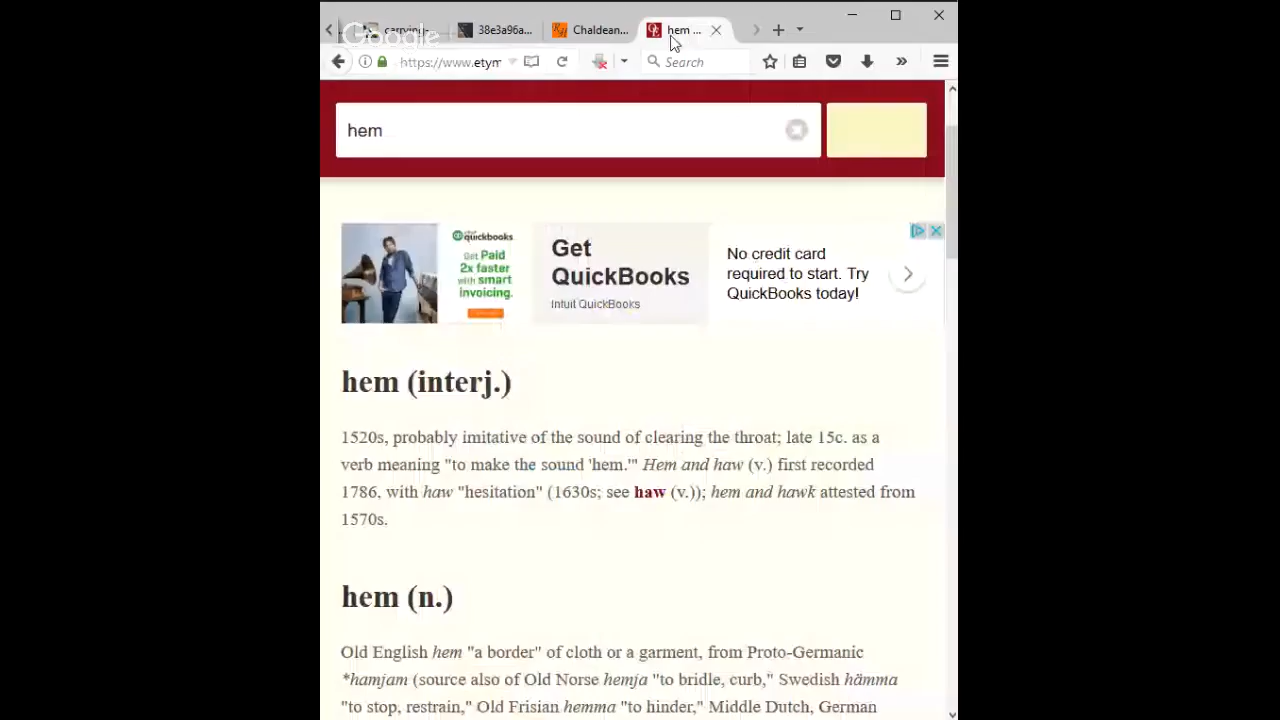 Google
38e3a96a...
Chaldean...
hem ...
https://www.etym
Search
hem
quickbooks
Get Paid
2x faster
with smart
invoicing.
Get
QuickBooks
Intuit QuickBooks
No credit card
required to start. Try
QuickBooks today!
hem (interj.)
1520s, probably imitative of the sound of clearing the throat; late 15c. as a
verb meaning "to make the sound 'hem.'" Hem and haw (v.) first recorded
1786, with haw "hesitation" (1630s; see haw (v.)); hem and hawk attested from
1570s.
hem (n.)
Old English hem "a border" of cloth or a garment, from Proto-Germanic
*hamjam (source also of Old Norse hemja "to bridle, curb," Swedish hämma
"to stop, restrain," Old Frisian hemma "to hinder," Middle Dutch, German